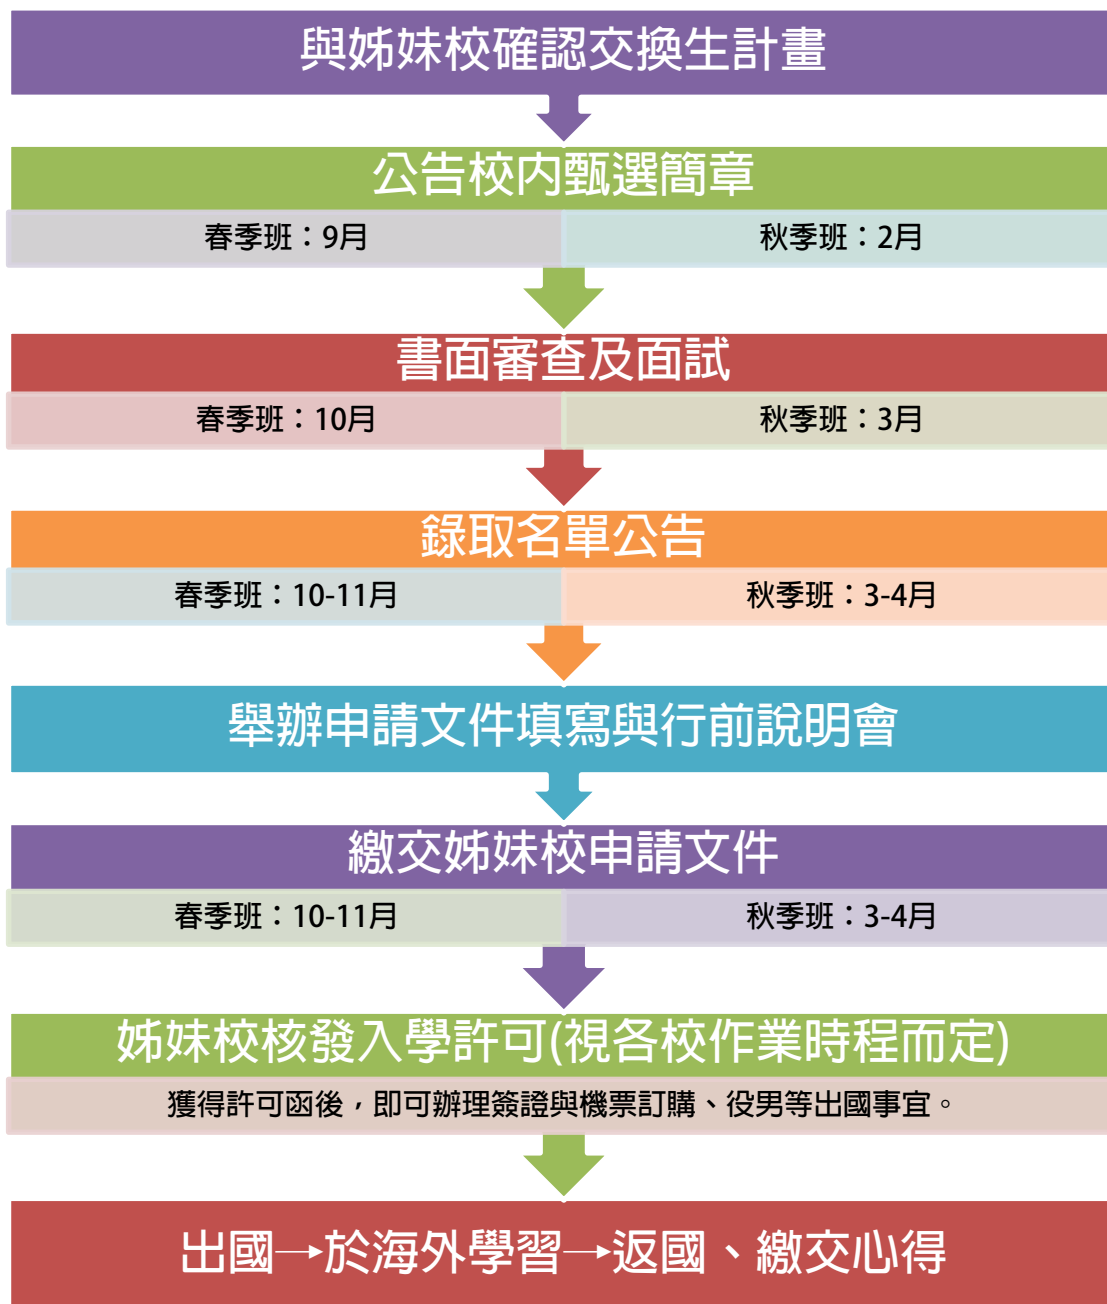 與姊妹校確認交換生計畫
公告校內甄選簡章
春季班：9月
秋季班：2月
書面審查及面試
春季班：10月
秋季班：3月
錄取名單公告
春季班：10-11月
秋季班：3-4月
舉辦申請文件填寫與行前說明會
繳交姊妹校申請文件
春季班：10-11月
秋季班：3-4月
姊妹校核發入學許可(視各校作業時程而定)
獲得許可函後，即可辦理簽證與機票訂購、役男等出國事宜。
出國→於海外學習→返國、繳交心得